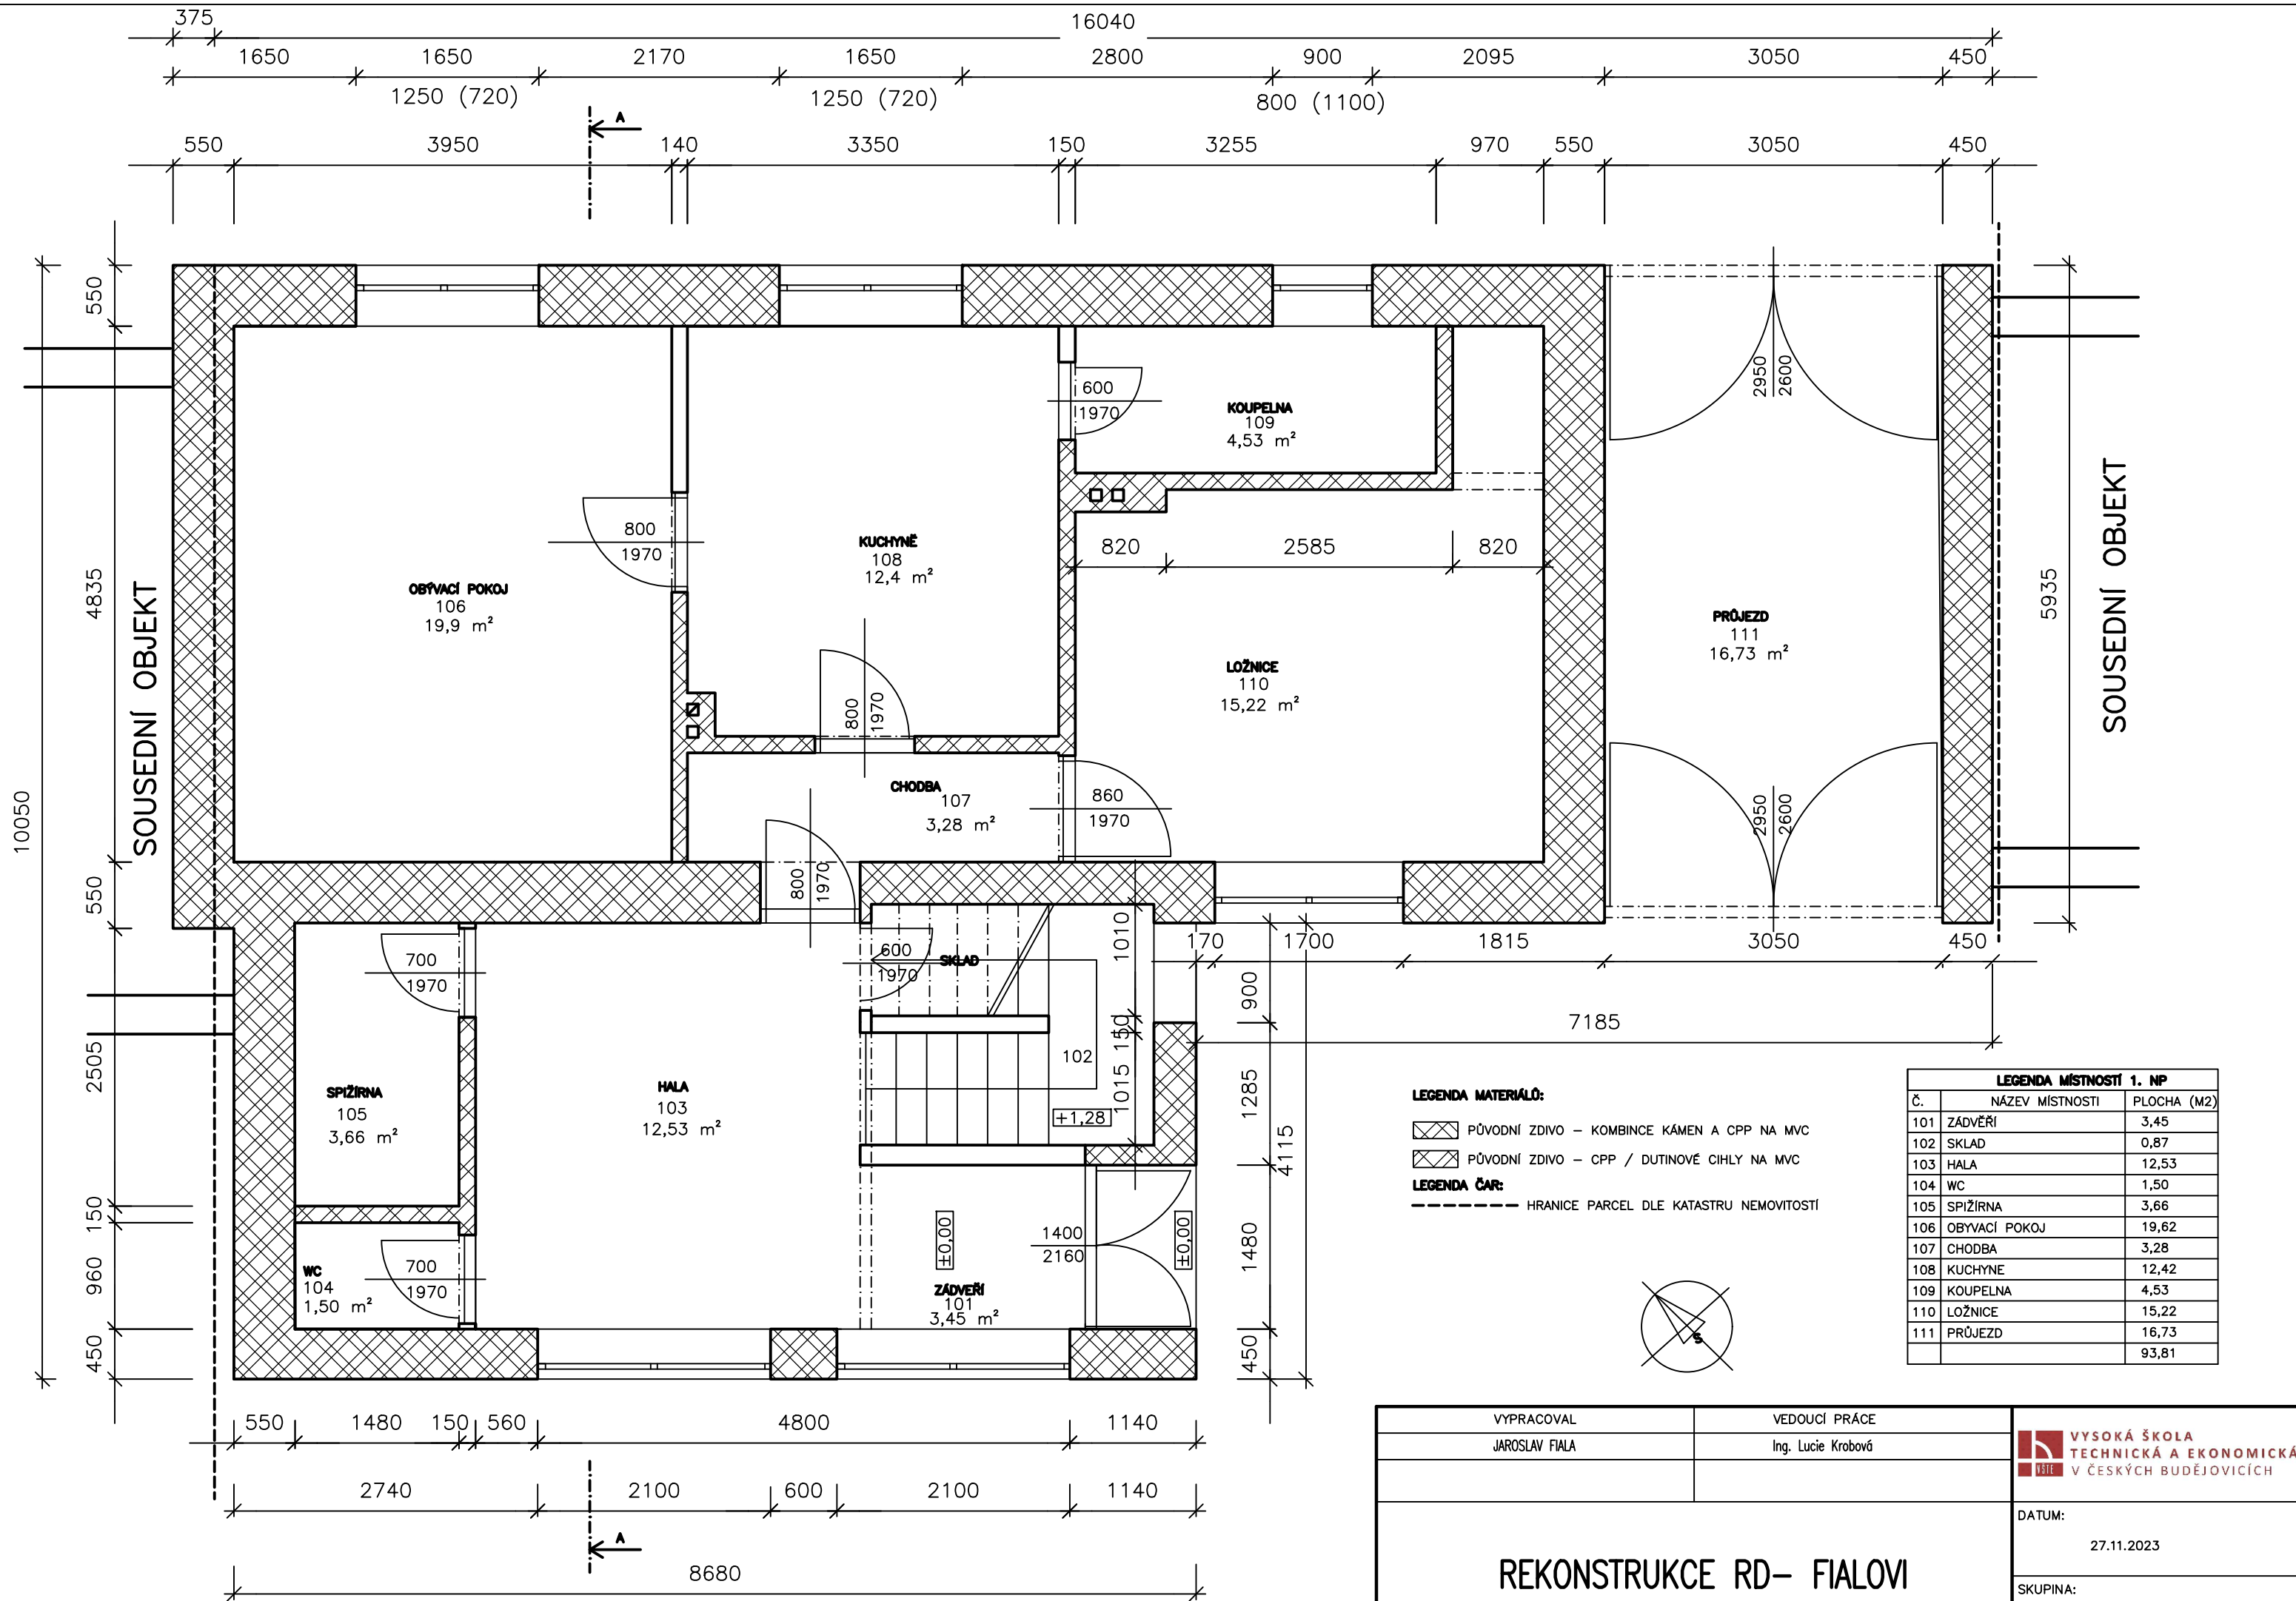 375 16040
1650 1650 2170 1650 2800 900 2095 3050 450
1250 (720) 1250 (720) 800 (1100)
A
550 3950 140 3350 150 3255 970 550 3050 450
10050
550
4835
550
2505
150
960
450
SOUSEDNÍ OBJEKT
OBÝVACÍ POKOJ
106
19,9 m²
800
1970
KUCHYNĚ
108
12,4 m²
800
1970
600
1970
KOUPELNA
109
4,53 m²
820 2585 820
LOŽNICE
110
15,22 m²
2950
2600
PRŮJEZD
111
16,73 m²
2950
2600
5935
SOUSEDNÍ OBJEKT
CHODBA
107
3,28 m²
860
1970
800
1970
700
1970
SPIŽÍRNA
105
3,66 m²
HALA
103
12,53 m²
600
1970
SKLAD
102
+1,28
1010
150
1015
170 1700 1815 3050 450
7185
900
1285
4115
1480
450
WC
104
1,50 m²
700
1970
±0,00
1400
2160
±0,00
ZÁDVEŘÍ
101
3,45 m²
550 1480 150 560 4800 1140
2740 2100 600 2100 1140
A
8680
LEGENDA MATERIÁLŮ:
PŮVODNÍ ZDIVO – KOMBINCE KÁMEN A CPP NA MVC
PŮVODNÍ ZDIVO – CPP / DUTINOVÉ CIHLY NA MVC
LEGENDA ČAR:
HRANICE PARCEL DLE KATASTRU NEMOVITOSTÍ
S
LEGENDA MÍSTNOSTÍ 1. NP
Č. NÁZEV MÍSTNOSTI PLOCHA (M2)
101 ZÁDVĚŘÍ 3,45
102 SKLAD 0,87
103 HALA 12,53
104 WC 1,50
105 SPIŽÍRNA 3,66
106 OBYVACÍ POKOJ 19,62
107 CHODBA 3,28
108 KUCHYNE 12,42
109 KOUPELNA 4,53
110 LOŽNICE 15,22
111 PRŮJEZD 16,73
93,81
VYPRACOVAL VEDOUCÍ PRÁCE
JAROSLAV FIALA Ing. Lucie Krobová
VŠTE
VYSOKÁ ŠKOLA
TECHNICKÁ A EKONOMICKÁ
V ČESKÝCH BUDĚJOVICÍCH
DATUM:
27.11.2023
REKONSTRUKCE RD– FIALOVI
SKUPINA: